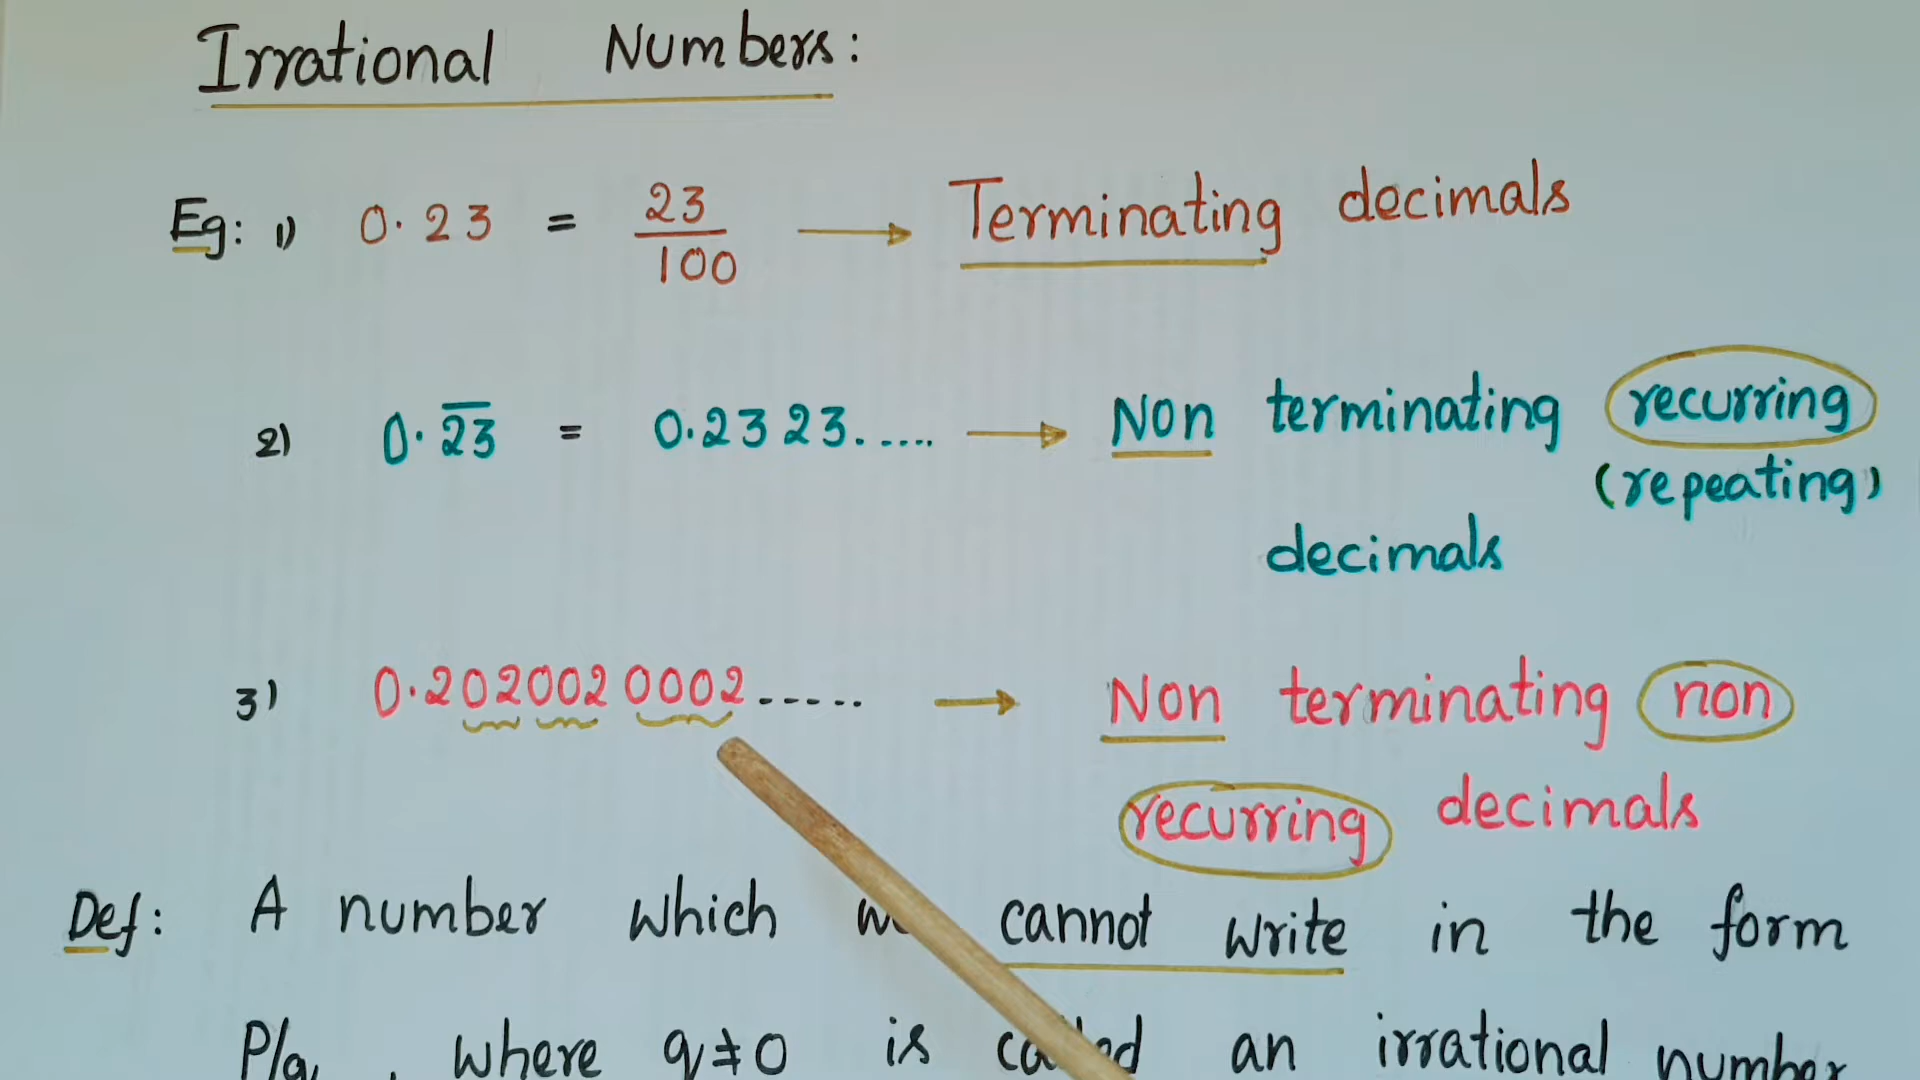 Irrational Numbers:
Eg: 1) 0.23 = 23/100 → Terminating decimals
2) 0.2̅3̅ = 0.2323..... → Non terminating recurring
(repeating)
decimals
3) 0.2020020002----- → Non terminating non
recurring decimals
Def: A number which cannot write in the form
P/q, where q≠0 is an irrational number